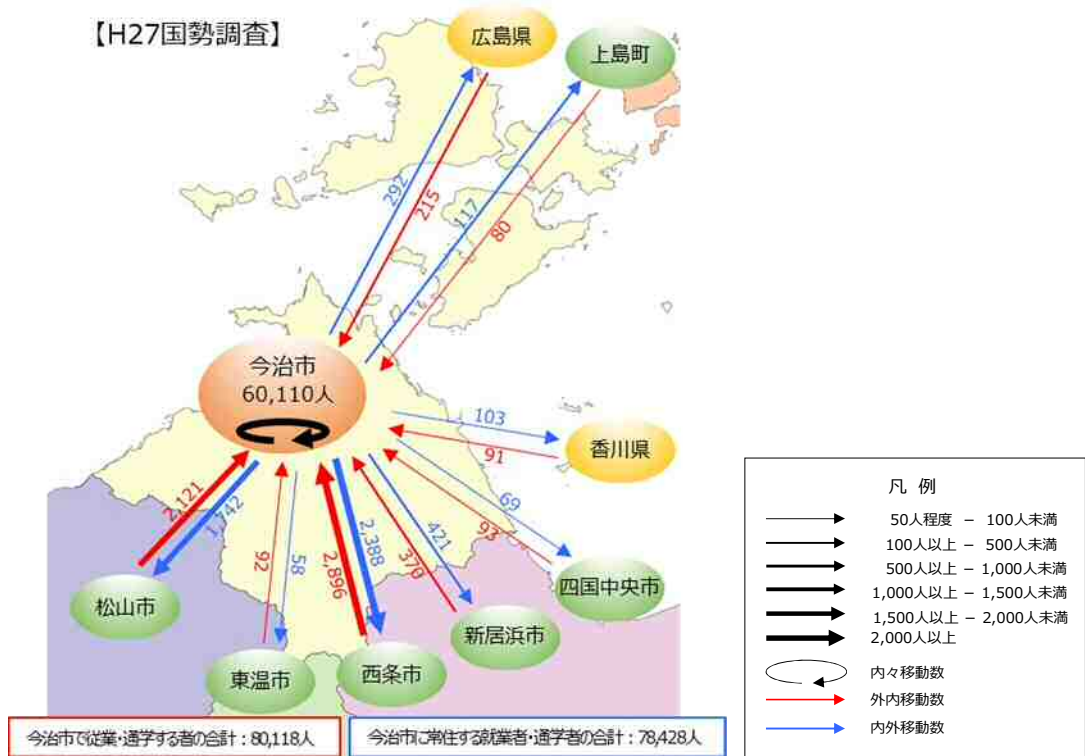 【H27国勢調査】
広島県
上島町
292
215
117
80
今治市
60,110人
103
91
香川県
69
93
四国中央市
2,121
1,742
92
58
2,896
2,388
421
370
松山市
東温市
西条市
新居浜市
今治市で従業・通学する者の合計：80,118人
今治市に常住する就業者・通学者の合計：78,428人
凡 例
50人程度 － 100人未満
100人以上 － 500人未満
500人以上 － 1,000人未満
1,000人以上 － 1,500人未満
1,500人以上 － 2,000人未満
2,000人以上
内々移動数
外内移動数
内外移動数